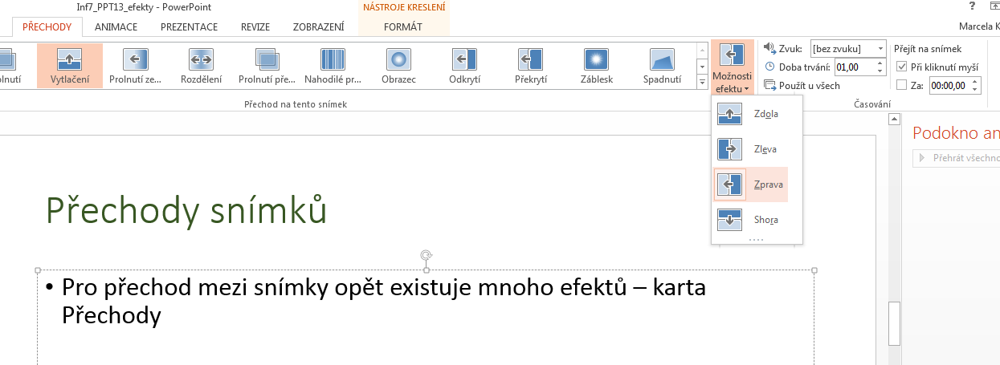 Inf7_PPT13_efekty - PowerPoint
NÁSTROJE KRESLENÍ
?
PŘECHODY ANIMACE PREZENTACE REVIZE ZOBRAZENÍ FORMÁT
Marcela K
olnutí Vytlačení Prolnutí ze... Rozdělení Prolnutí pře... Nahodilé pr... Obrazec Odkrytí Překrytí Záblesk Spadnutí
Možnosti
efektu
Zvuk: [bez zvuku]
Doba trvání: 01,00
Použít u všech
Přejít na snímek
Při kliknutí myší
Za: 00:00,00
Přechod na tento snímek
Časování
Zdola
Zleva
Zprava
Shora
Podokno an
Přehrát všechno
Přechody snímků
• Pro přechod mezi snímky opět existuje mnoho efektů – karta
Přechody